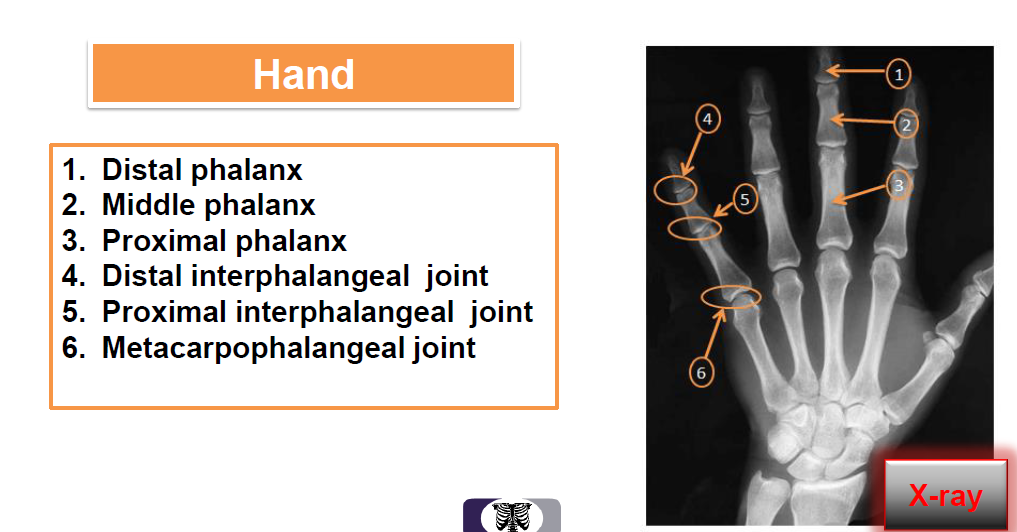 Hand
1. Distal phalanx
2. Middle phalanx
3. Proximal phalanx
4. Distal interphalangeal joint
5. Proximal interphalangeal joint
6. Metacarpophalangeal joint
1
2
3
4
5
6
X-ray